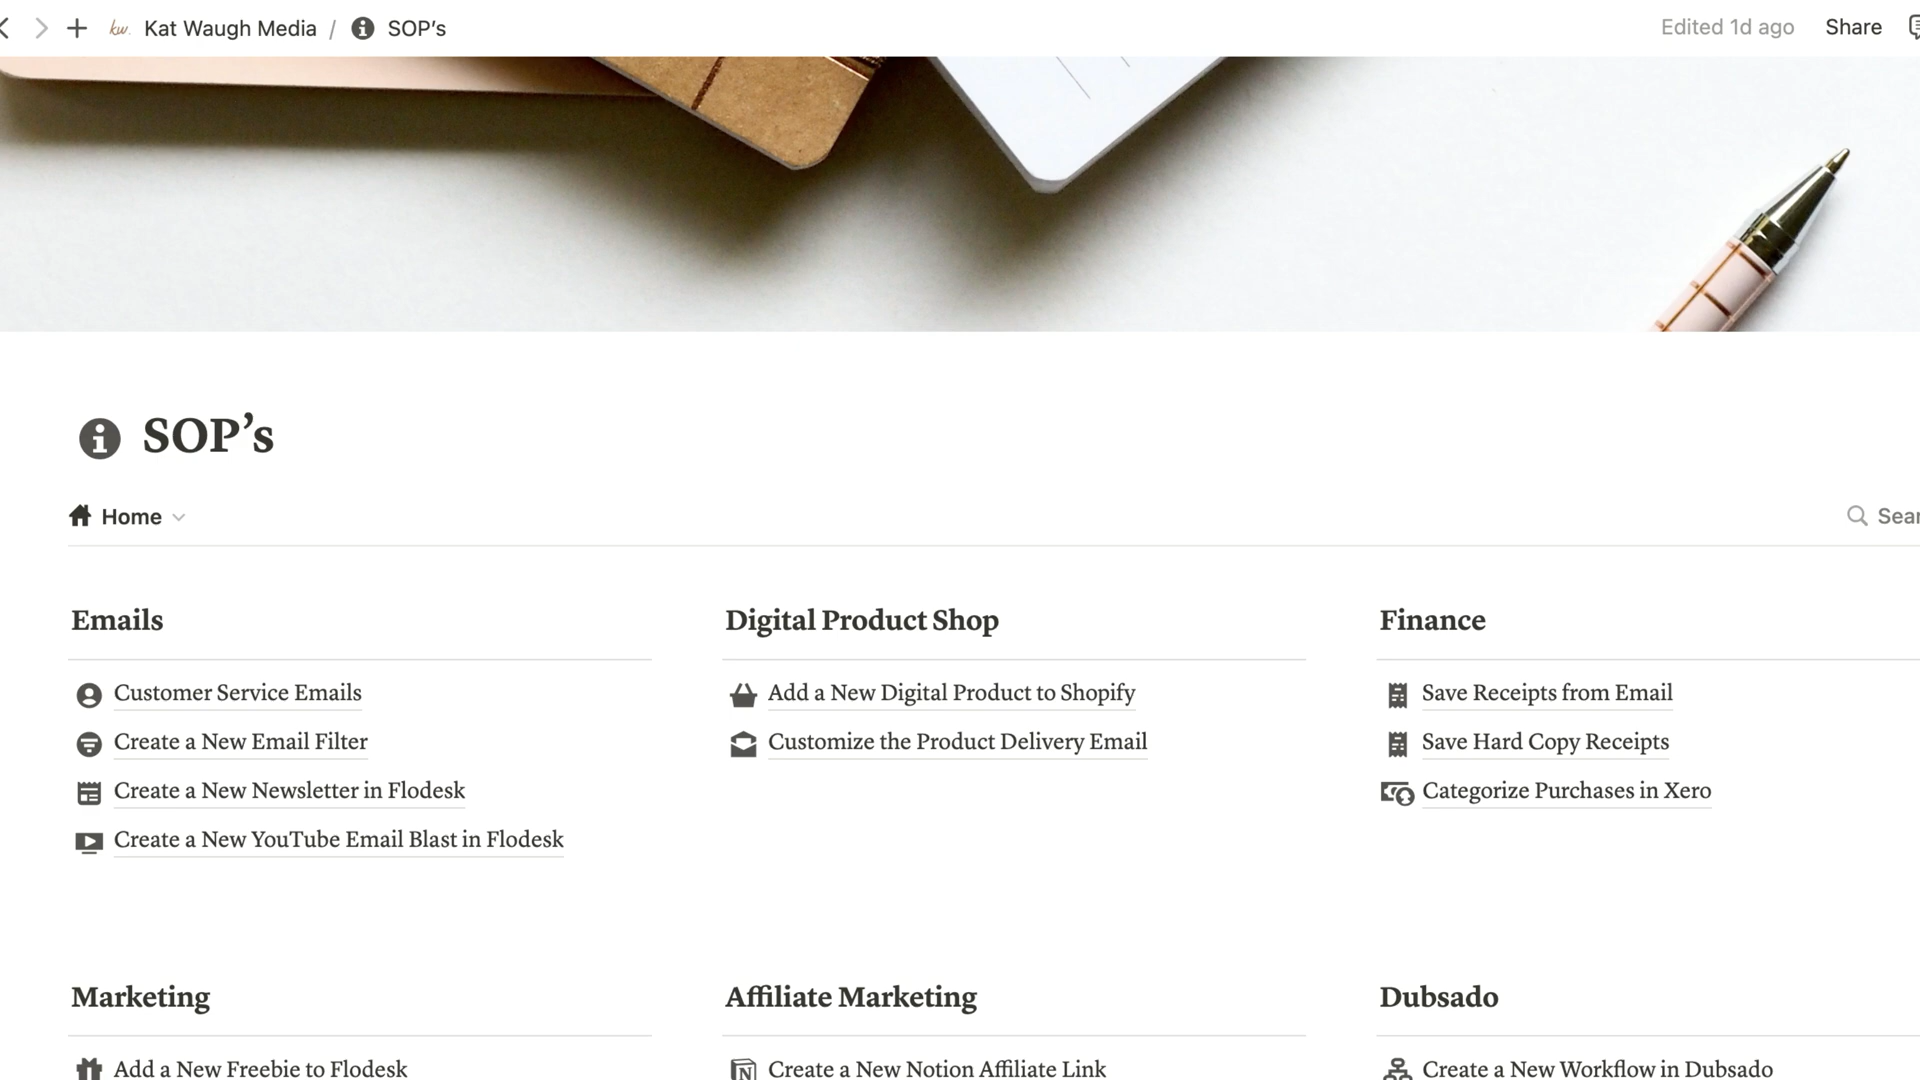 kw. Kat Waugh Media / SOP's
Edited 1d ago Share
SOP’s
Home
Sear
Emails
Customer Service Emails
Create a New Email Filter
Create a New Newsletter in Flodesk
Create a New YouTube Email Blast in Flodesk
Digital Product Shop
Add a New Digital Product to Shopify
Customize the Product Delivery Email
Finance
Save Receipts from Email
Save Hard Copy Receipts
Categorize Purchases in Xero
Marketing
Add a New Freebie to Flodesk
Affiliate Marketing
Create a New Notion Affiliate Link
Dubsado
Create a New Workflow in Dubsado